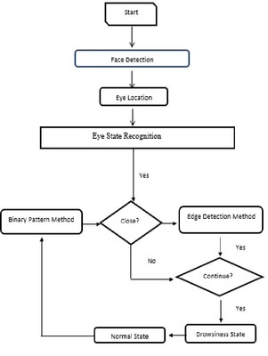 Start
Face Detection
Eye Location
Eye State Recognition
Yes
Binary Pattern Method
Close?
Edge Detection Method
Yes
No
Continue?
Yes
Normal State
Drowsiness State